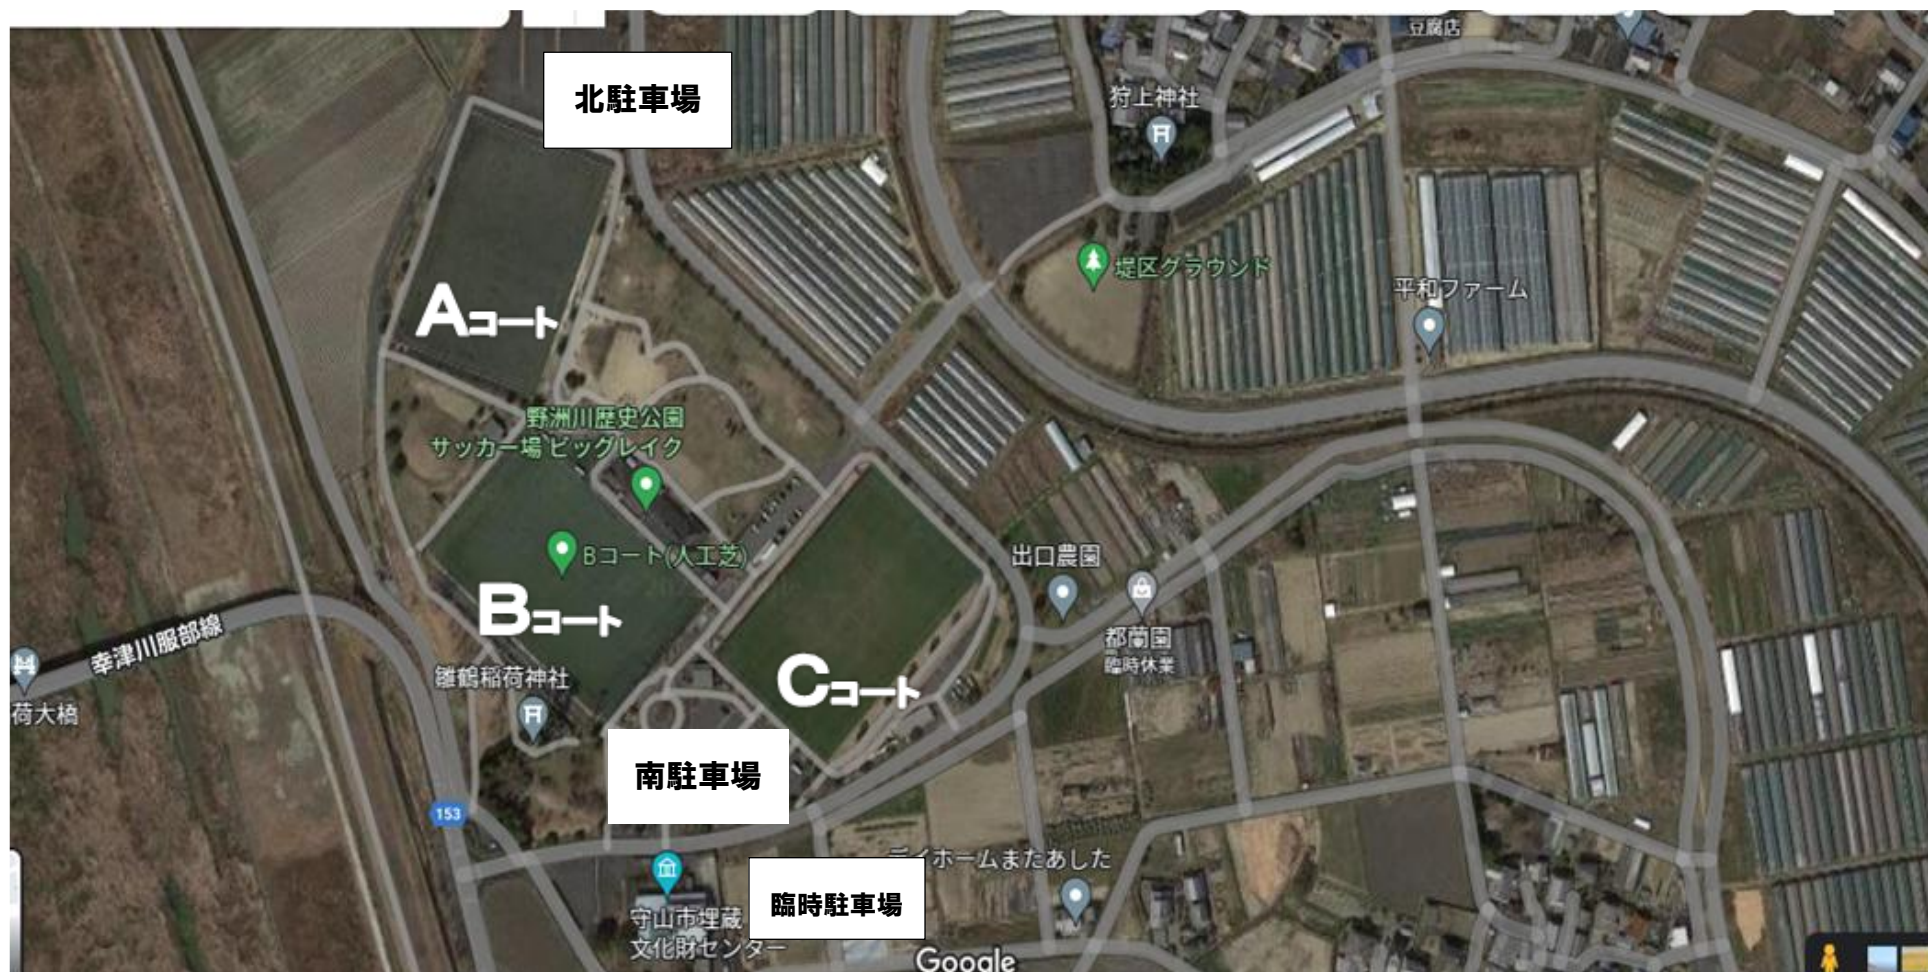 豆腐店
北駐車場
狩上神社
堤区グラウンド
平和ファーム
Aコート
野洲川歴史公園
サッカー場 ビッグレイク
Bコート(人工芝)
出口農園
Bコート
都蘭園
臨時休業
幸津川服部線
雛鶴稲荷神社
Cコート
荷大橋
南駐車場
153
デイホームまたあした
臨時駐車場
守山市埋蔵
文化財センター
Google